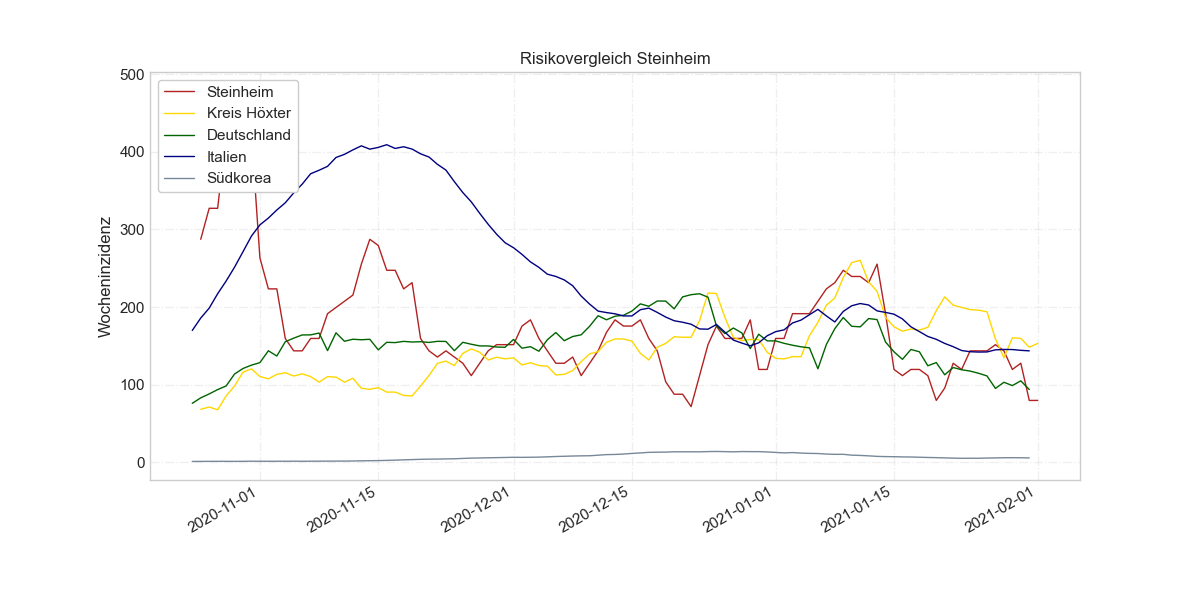 Risikovergleich Steinheim
500
400
300
200
100
0
Wocheninzidenz
Steinheim
Kreis Höxter
Deutschland
Italien
Südkorea
2020-11-01
2020-11-15
2020-12-01
2020-12-15
2021-01-01
2021-01-15
2021-02-01